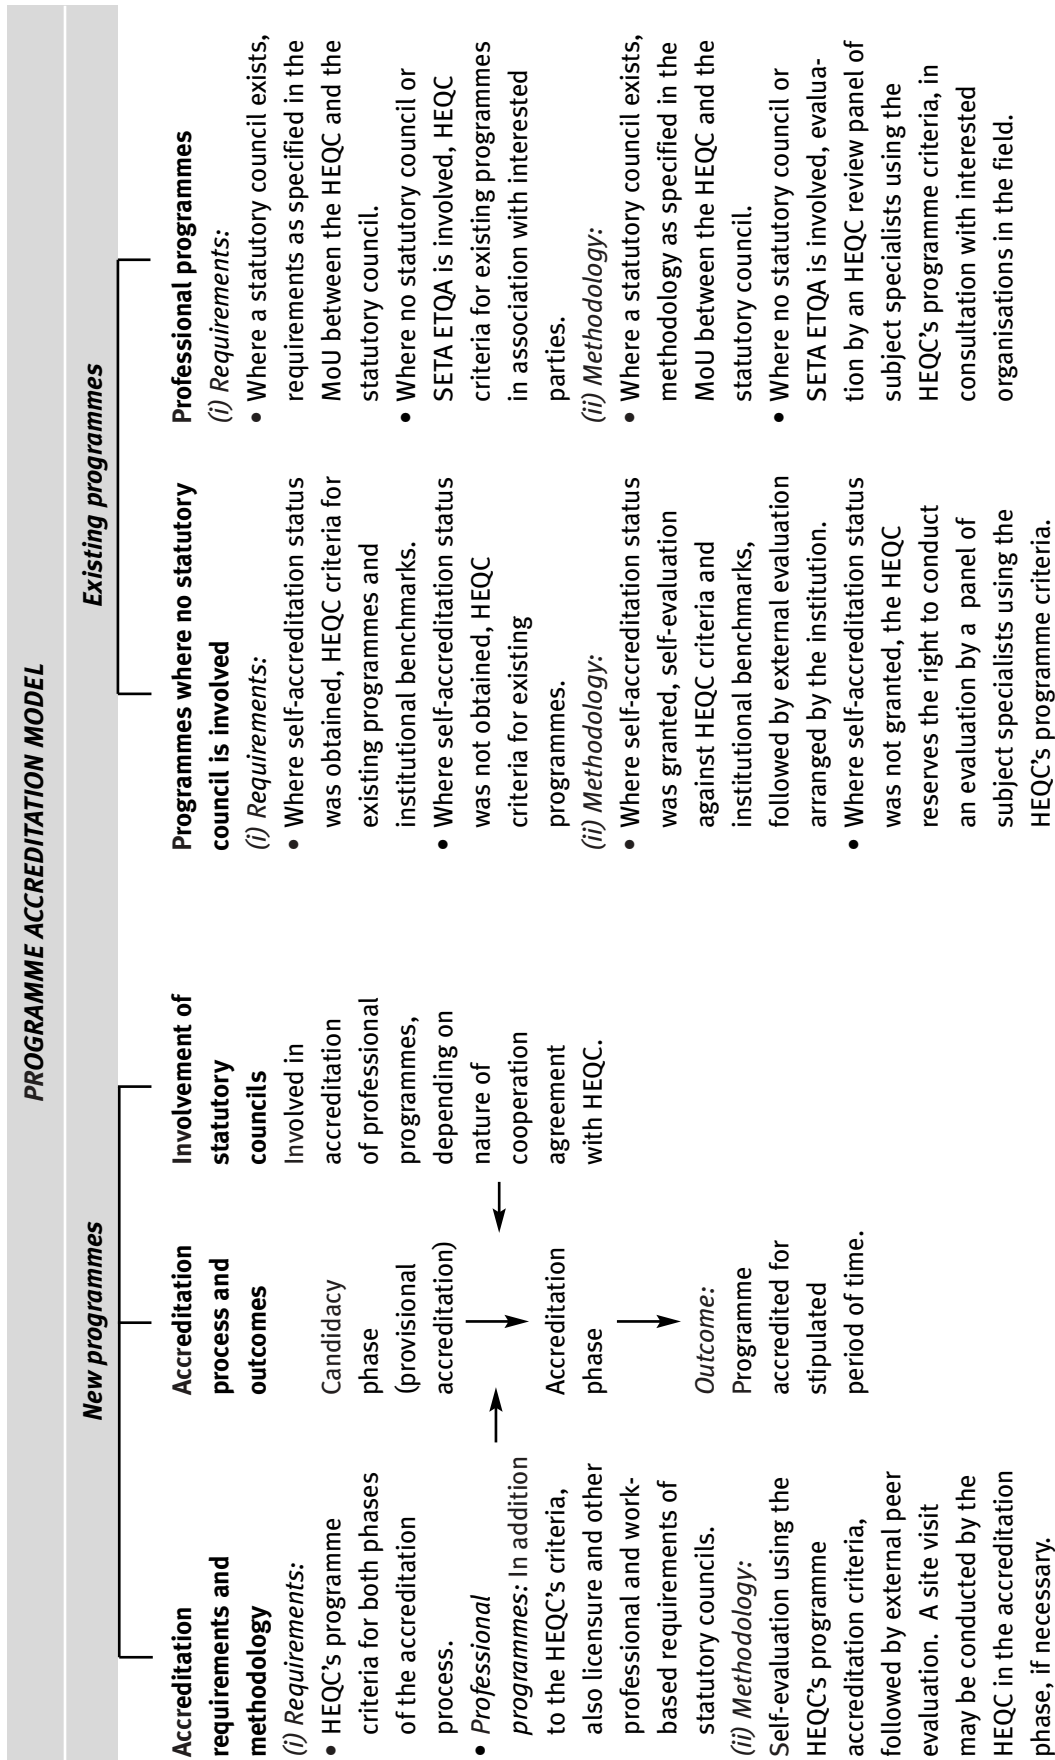 PROGRAMME ACCREDITATION MODEL
New programmes
Accreditation
requirements and
methodology
(i) Requirements:
• HEQC’s programme
criteria for both phases
of the accreditation
process.
• Professional
programmes: In addition
to the HEQC’s criteria,
also licensure and other
professional and work-
based requirements of
statutory councils.
(ii) Methodology:
Self-evaluation using the
HEQC’s programme
accreditation criteria,
followed by external peer
evaluation. A site visit
may be conducted by the
HEQC in the accreditation
phase, if necessary.
Accreditation
process and
outcomes
Candidacy
phase
(provisional
accreditation)
Accreditation
phase
Outcome:
Programme
accredited for
stipulated
period of time.
Involvement of
statutory
councils
Involved in
accreditation
of professional
programmes,
depending on
nature of
cooperation
agreement
with HEQC.
Existing programmes
Programmes where no statutory
council is involved
(i) Requirements:
• Where self-accreditation status
was obtained, HEQC criteria for
existing programmes and
institutional benchmarks.
• Where self-accreditation status
was not obtained, HEQC
criteria for existing
programmes.
(ii) Methodology:
• Where self-accreditation status
was granted, self-evaluation
against HEQC criteria and
institutional benchmarks,
followed by external evaluation
arranged by the institution.
• Where self-accreditation status
was not granted, the HEQC
reserves the right to conduct
an evaluation by a panel of
subject specialists using the
HEQC’s programme criteria.
Professional programmes
(i) Requirements:
• Where a statutory council exists,
requirements as specified in the
MoU between the HEQC and the
statutory council.
• Where no statutory council or
SETA ETQA is involved, HEQC
criteria for existing programmes
in association with interested
parties.
(ii) Methodology:
• Where a statutory council exists,
methodology as specified in the
MoU between the HEQC and the
statutory council.
• Where no statutory council or
SETA ETQA is involved, evalua-
tion by an HEQC review panel of
subject specialists using the
HEQC’s programme criteria, in
consultation with interested
organisations in the field.